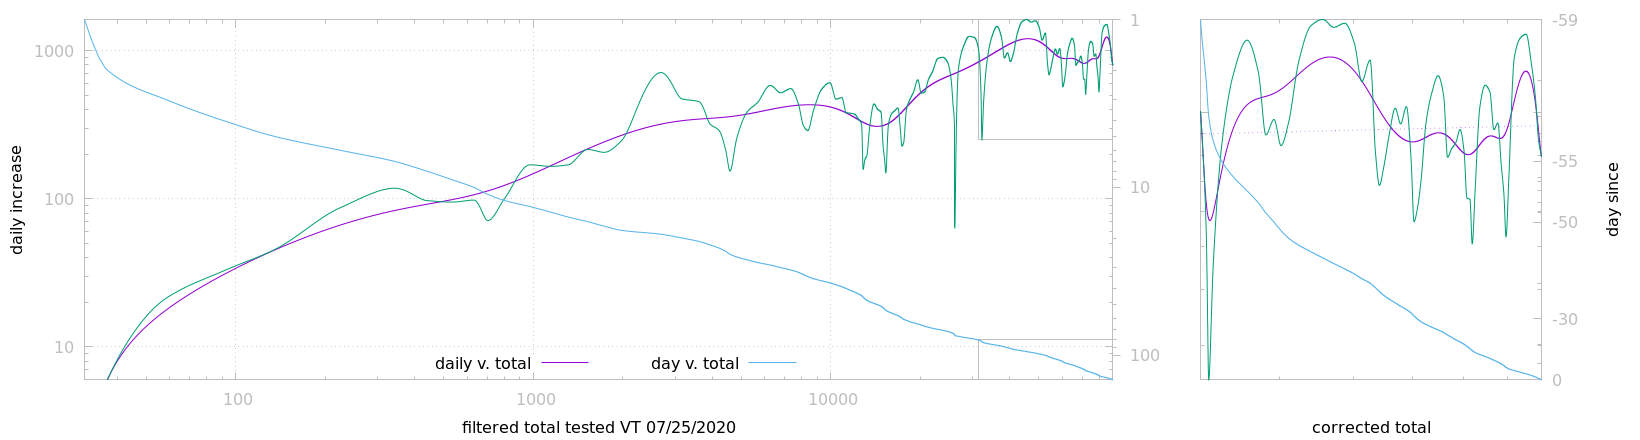 1000
100
10
daily increase
daily v. total
day v. total
100
1000
10000
filtered total tested VT 07/25/2020
1
10
100
-59
-55
-50
-30
0
day since
corrected total